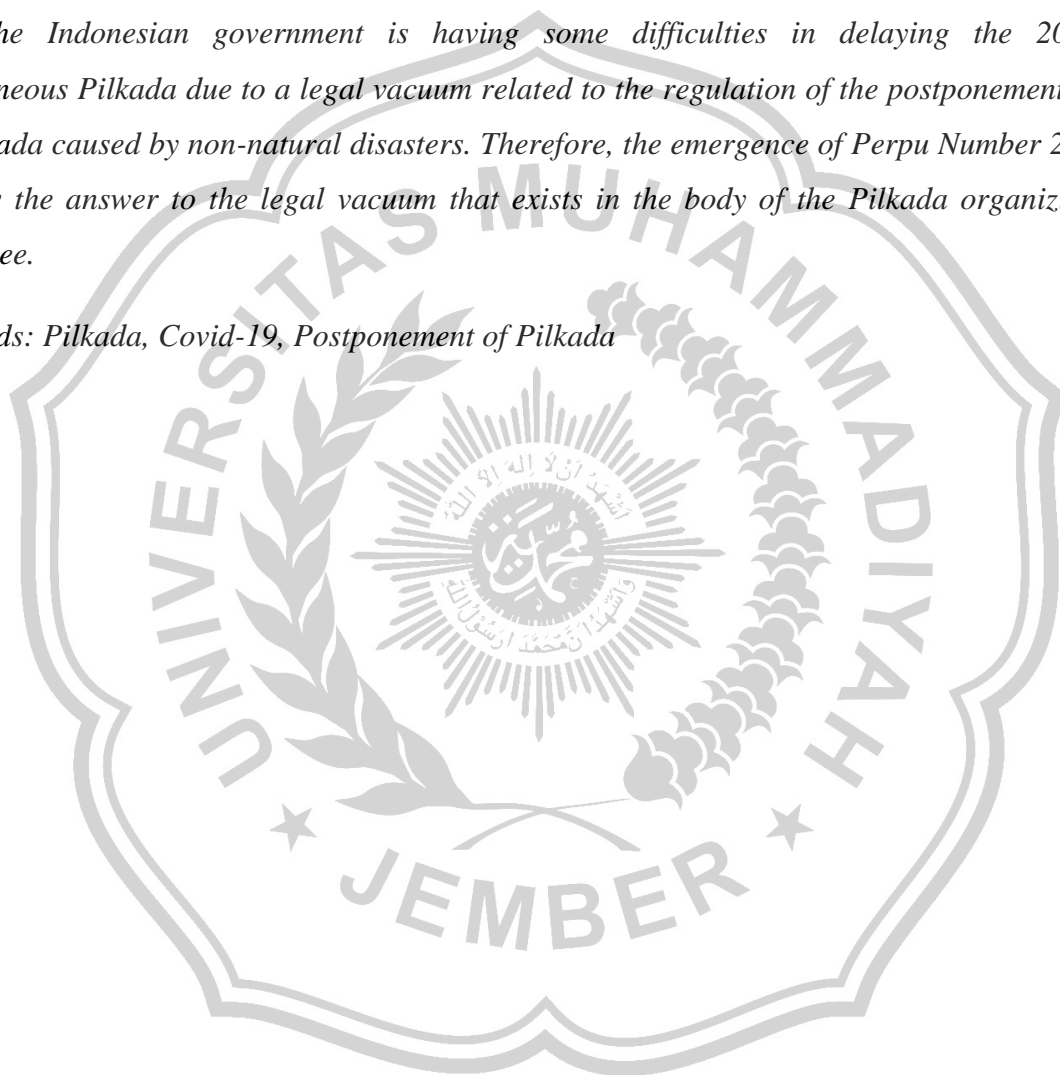 he Indonesian government is having some difficulties in delaying the 20
neous Pilkada due to a legal vacuum related to the regulation of the postponement
ada caused by non-natural disasters. Therefore, the emergence of Perpu Number 2
the answer to the legal vacuum that exists in the body of the Pilkada organiz
ee.
ds: Pilkada, Covid-19, Postponement of Pilkada
UNIVERSITAS MUHAMMADIYAH
JEMBER